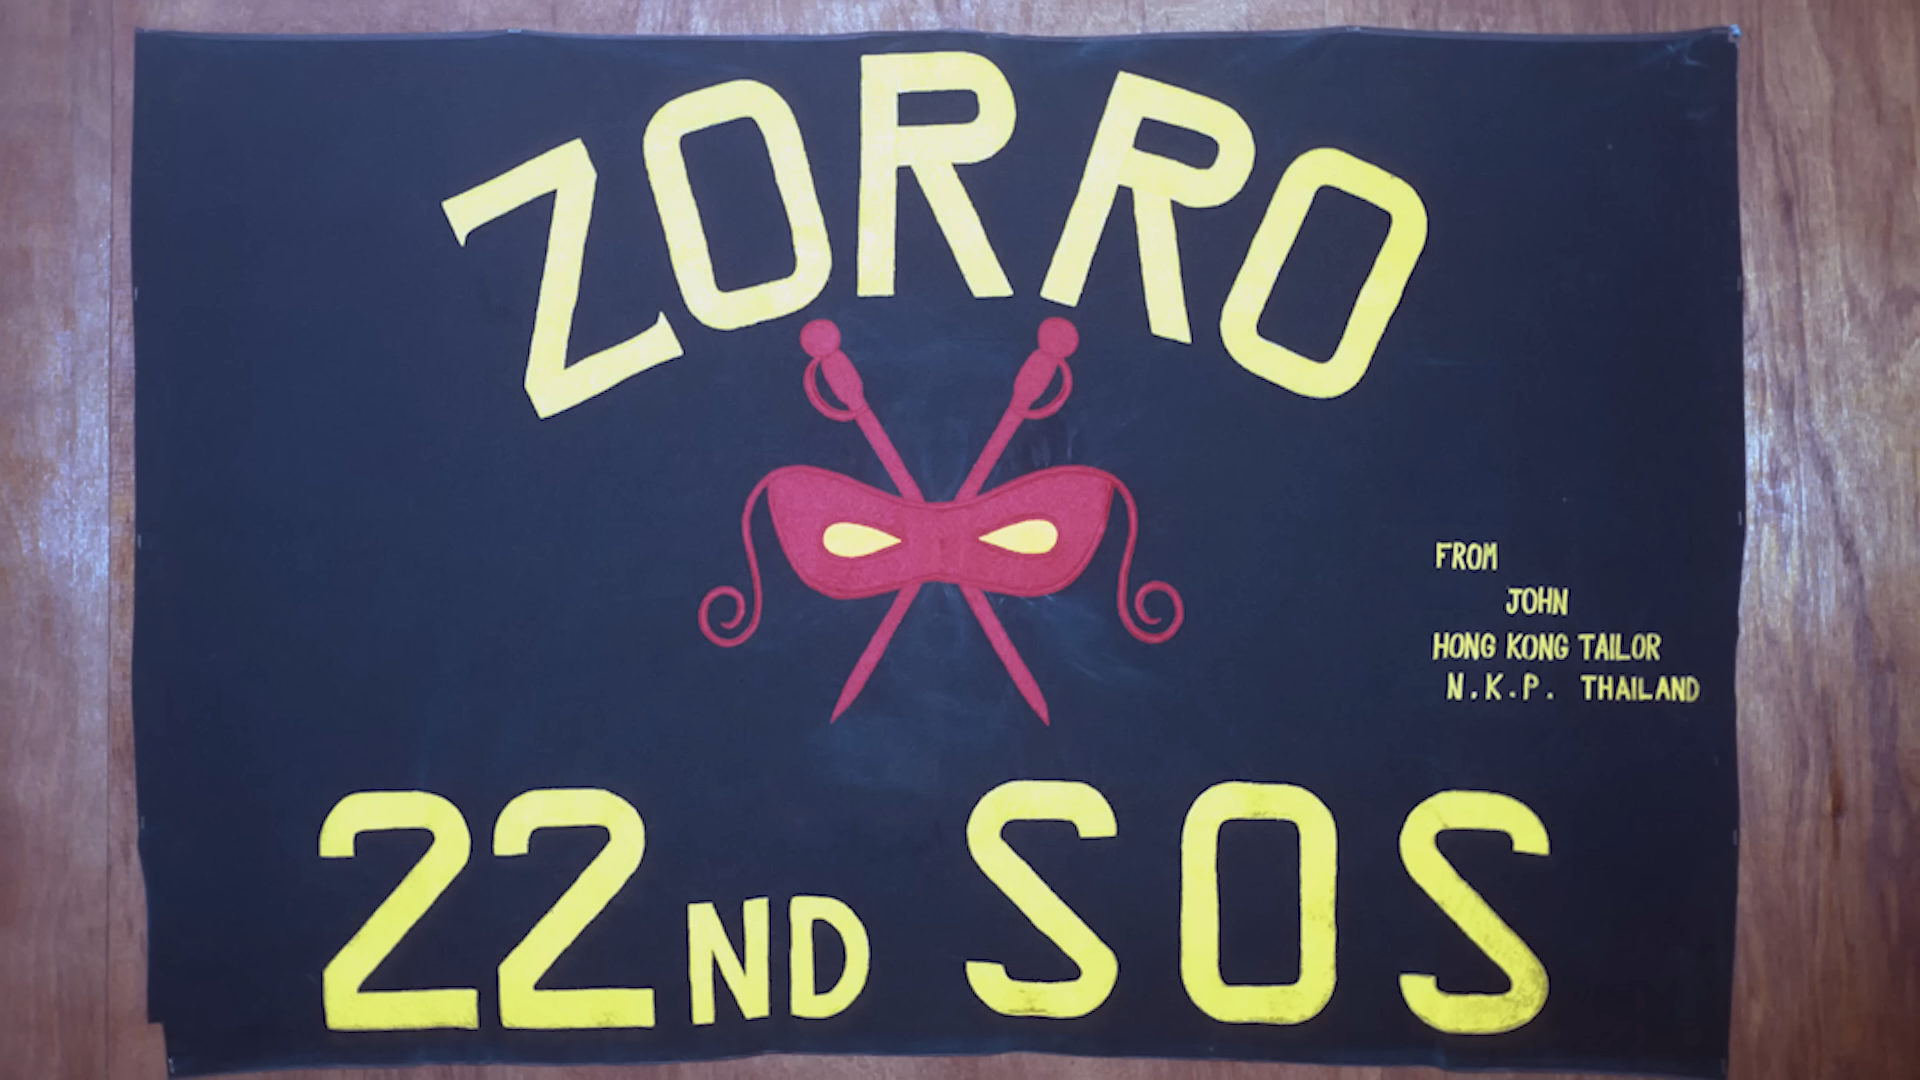 ZORRO
FROM
JOHN
HONG KONG TAILOR
N.K.P. THAILAND
22ND SOS